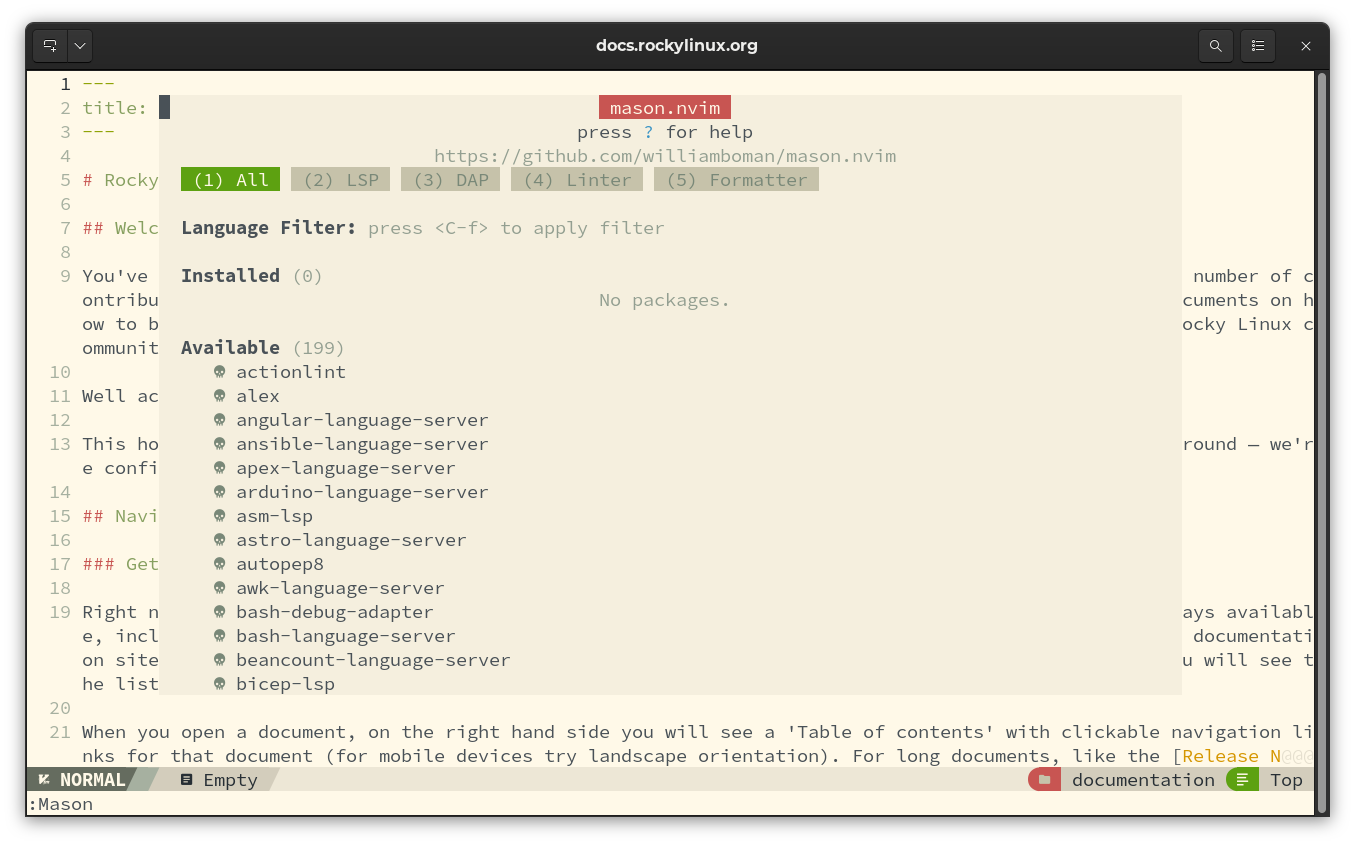 docs.rockylinux.org
1 ---
2 title: mason.nvim
3 --- press ? for help
4 https://github.com/williamboman/mason.nvim
5 # Rocky (1) All (2) LSP (3) DAP (4) Linter (5) Formatter
6
7 ## Welc Language Filter: press <C-f> to apply filter
8
9 You've Installed (0) number of c
ontribu No packages. cuments on h
ow to b ocky Linux c
ommunit Available (199)
10 actionlint
11 Well ac alex
12 angular-language-server
13 This ho ansible-language-server round — we'r
e confi apex-language-server
14 arduino-language-server
15 ## Navi asm-lsp
16 astro-language-server
17 ### Get autopep8
18 awk-language-server
19 Right n bash-debug-adapter ays availabl
e, incl bash-language-server documentati
on site beancount-language-server u will see t
he list bicep-lsp
20
21 When you open a document, on the right hand side you will see a 'Table of contents' with clickable navigation li
nks for that document (for mobile devices try landscape orientation). For long documents, like the [Release N@@@
NORMAL Empty documentation Top
:Mason